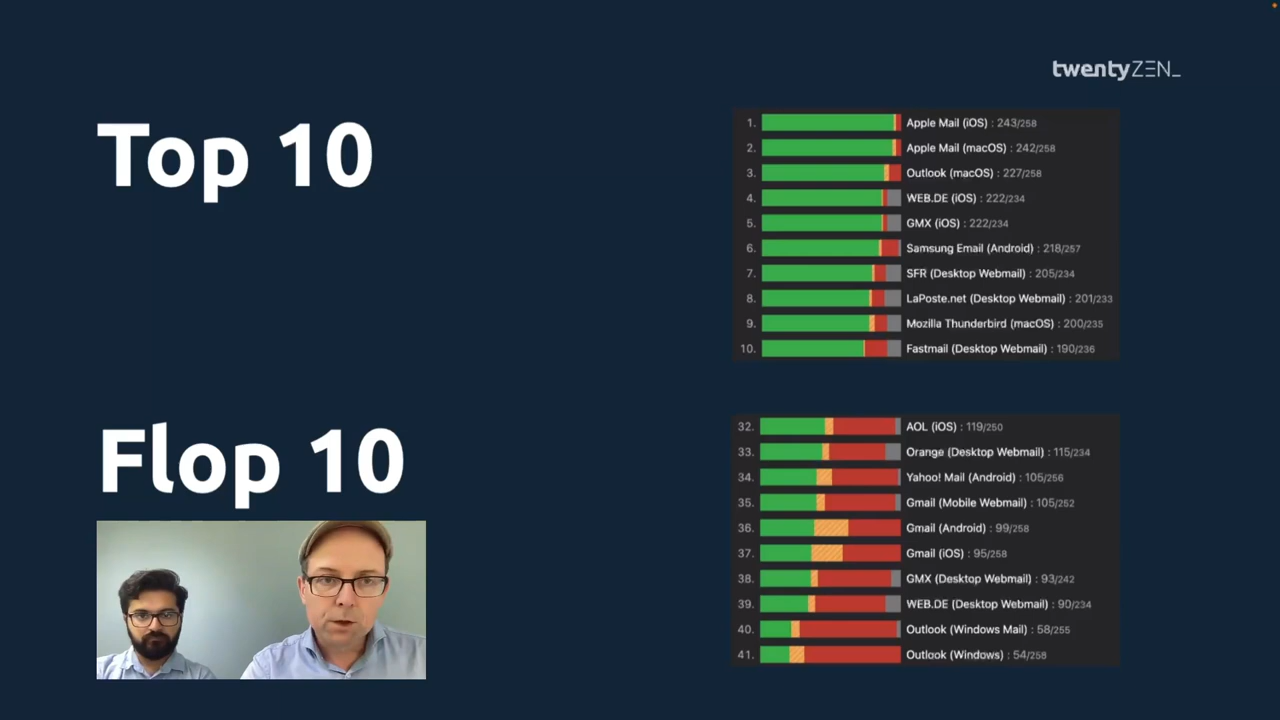 twentyZEN_
Top 10
1. Apple Mail (iOS) : 243/258
2. Apple Mail (macOS) : 242/258
3. Outlook (macOS) : 227/258
4. WEB.DE (iOS) : 222/234
5. GMX (iOS) : 222/234
6. Samsung Email (Android) : 218/257
7. SFR (Desktop Webmail) : 205/234
8. LaPoste.net (Desktop Webmail) : 201/233
9. Mozilla Thunderbird (macOS) : 200/235
10. Fastmail (Desktop Webmail) : 190/236
Flop 10
32. AOL (iOS) : 119/250
33. Orange (Desktop Webmail) : 115/234
34. Yahoo! Mail (Android) : 105/256
35. Gmail (Mobile Webmail) : 105/252
36. Gmail (Android) : 99/258
37. Gmail (iOS) : 95/258
38. GMX (Desktop Webmail) : 93/242
39. WEB.DE (Desktop Webmail) : 90/234
40. Outlook (Windows Mail) : 58/255
41. Outlook (Windows) : 54/258